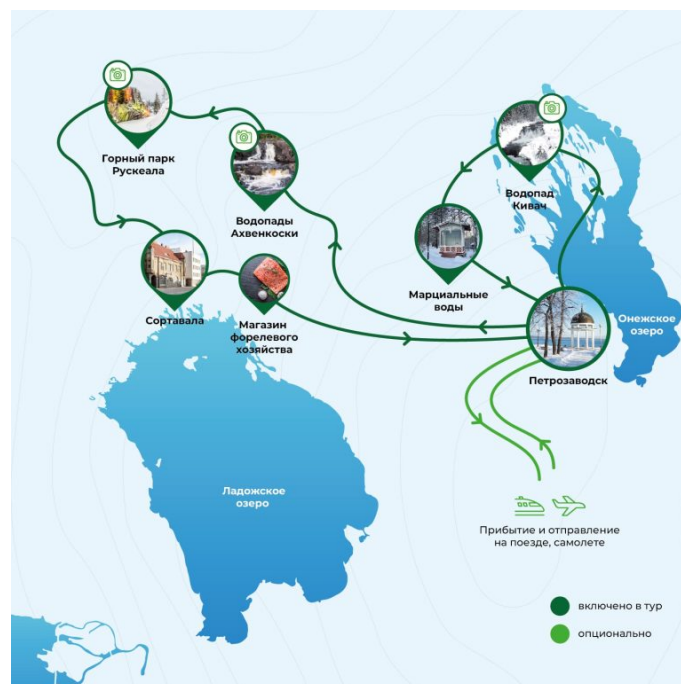 Горный парк
Рускеала
Водопады
Ахвенкоски
Водопад
Кивач
Марциальные
воды
Сортавала
Магазин
форелевого
хозяйства
Онежское
озеро
Петрозаводск
Ладожское
озеро
Прибытие и отправление
на поезде, самолете
включено в тур
опционально